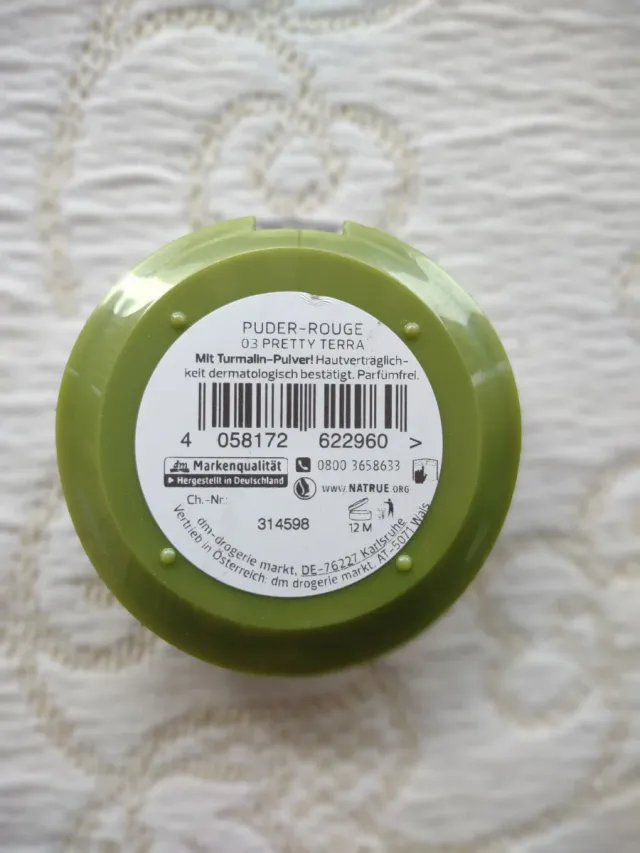 PUDER-ROUGE
03 PRETTY TERRA
Mit Turmalin-Pulver! Hautverträglich-
keit dermatologisch bestätigt. Parfümfrei.
4 058172 622960 >
dm Markenqualität
Hergestellt in Deutschland
0800 3658633
WWW.NATRUE.ORG
Ch.-Nr:
314598
12 M
dm-drogerie markt, DE-76227 Karlsruhe
Vertrieb in Österreich: dm drogerie markt, AT-5071 Wals